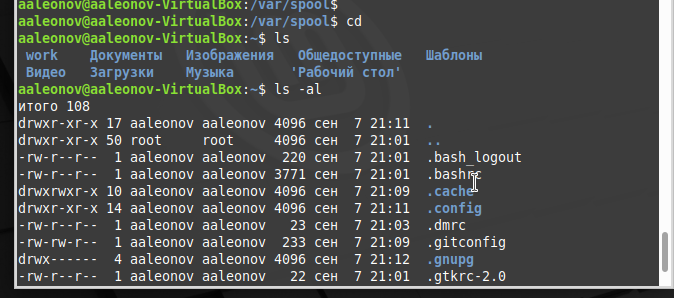 aaleonov@aaleonov-VirtualBox:/var/spool$
aaleonov@aaleonov-VirtualBox:/var/spool$ cd
aaleonov@aaleonov-VirtualBox:~$ ls
work Документы Изображения Общедоступные Шаблоны
Видео Загрузки Музыка 'Рабочий стол'
aaleonov@aaleonov-VirtualBox:~$ ls -al
итого 108
drwxr-xr-x 17 aaleonov aaleonov 4096 сен 7 21:11 .
drwxr-xr-x 50 root root 4096 сен 7 21:01 ..
-rw-r--r-- 1 aaleonov aaleonov 220 сен 7 21:01 .bash_logout
-rw-r--r-- 1 aaleonov aaleonov 3771 сен 7 21:01 .bashrc
drwxrwxr-x 10 aaleonov aaleonov 4096 сен 7 21:09 .cache
drwxr-xr-x 14 aaleonov aaleonov 4096 сен 7 21:11 .config
-rw-r--r-- 1 aaleonov aaleonov 23 сен 7 21:03 .dmrc
-rw-rw-r-- 1 aaleonov aaleonov 233 сен 7 21:09 .gitconfig
drwx------ 4 aaleonov aaleonov 4096 сен 7 21:12 .gnupg
-rw-r--r-- 1 aaleonov aaleonov 22 сен 7 21:01 .gtkrc-2.0